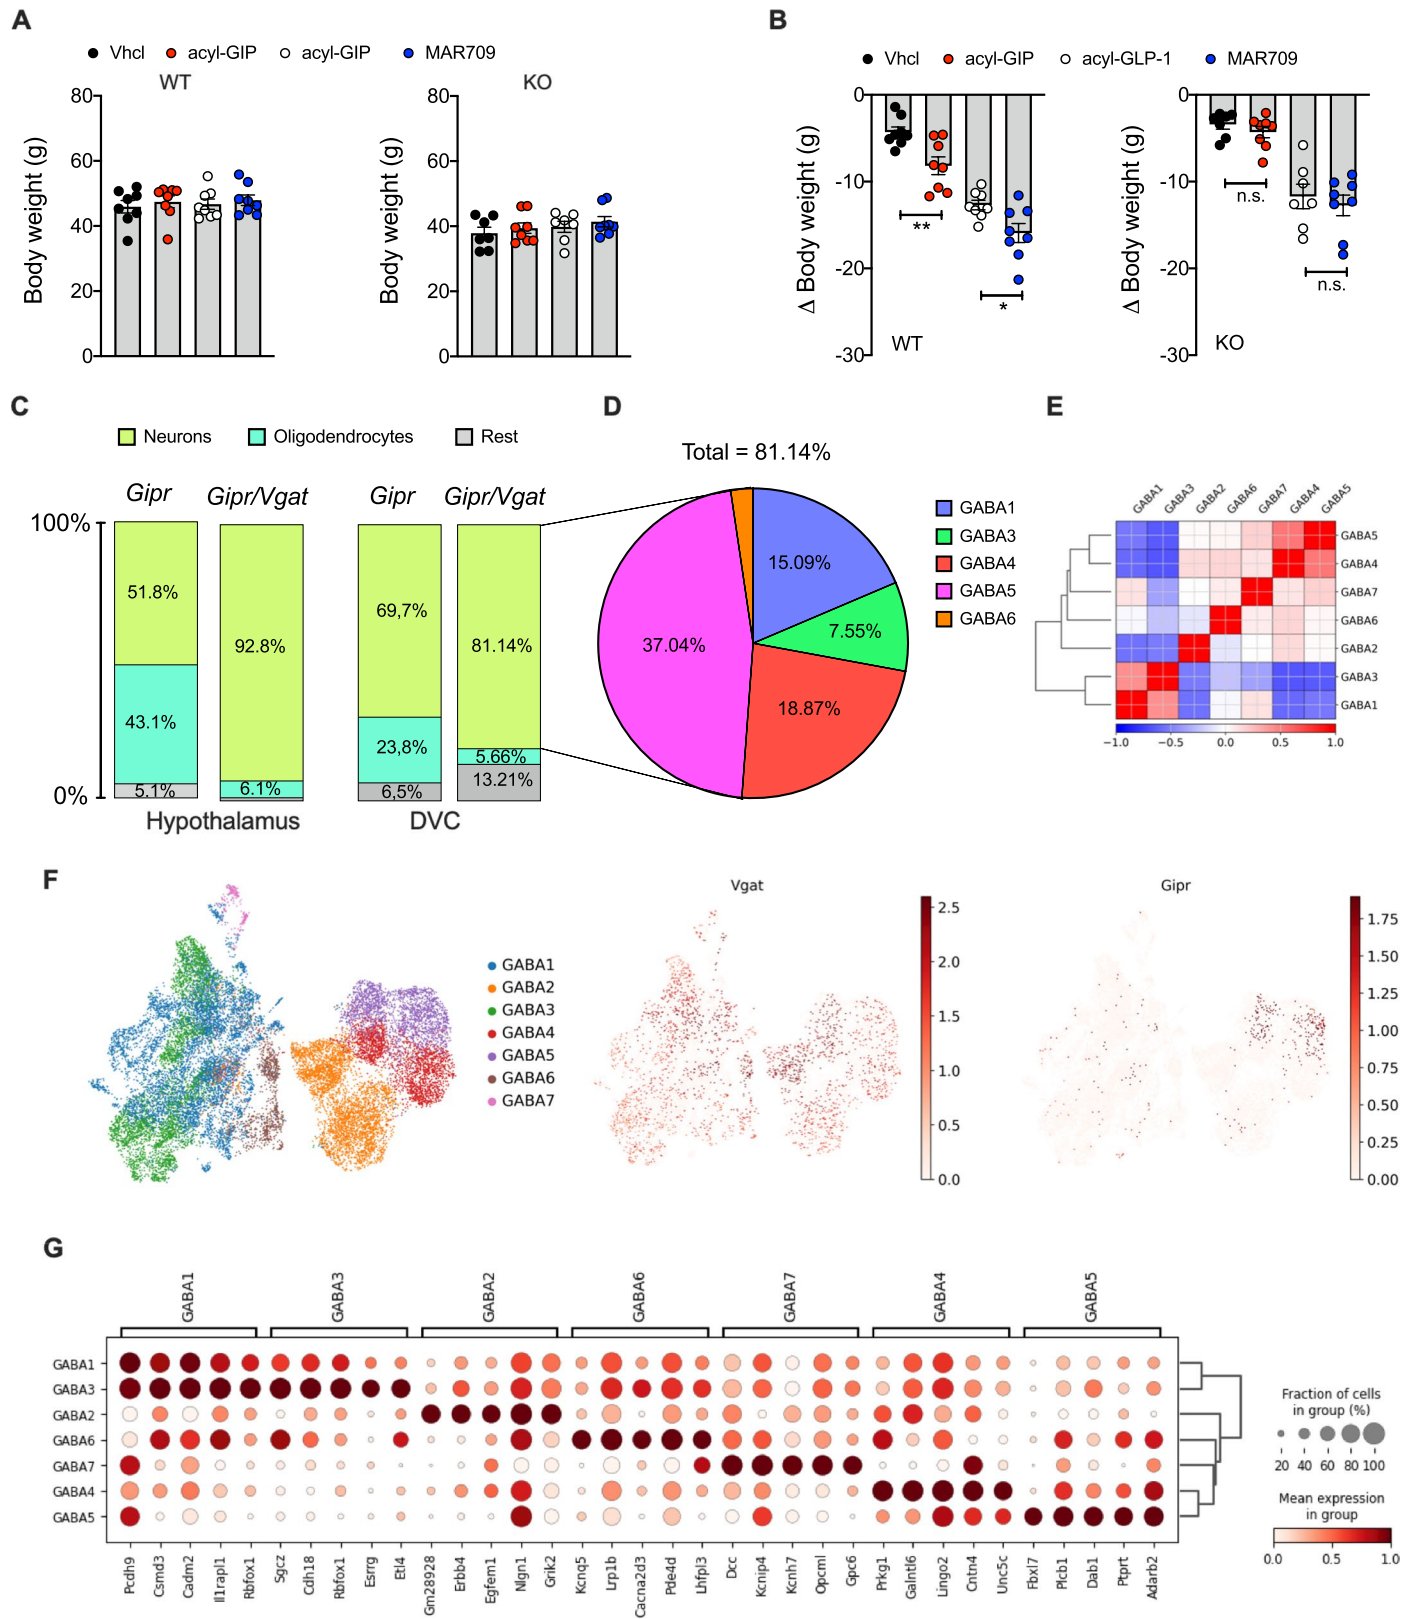 A
Vhcl acyl-GIP acyl-GIP MAR709
WT
KO
Body weight (g)
80
60
40
20
0
Body weight (g)
80
60
40
20
0
B
Vhcl acyl-GIP acyl-GLP-1 MAR709
Δ Body weight (g)
0
-10
-20
-30
**
*
WT
Δ Body weight (g)
0
-10
-20
-30
n.s.
n.s.
KO
C
Neurons Oligodendrocytes Rest
Gipr Gipr/Vgat Gipr Gipr/Vgat
100%
0%
51.8%
43.1%
5.1%
92.8%
6.1%
69,7%
23,8%
6,5%
81.14%
5.66%
13.21%
Hypothalamus DVC
D
Total = 81.14%
15.09%
7.55%
18.87%
37.04%
GABA1
GABA3
GABA4
GABA5
GABA6
E
GABA1 GABA3 GABA2 GABA6 GABA7 GABA4 GABA5
GABA5
GABA4
GABA7
GABA6
GABA2
GABA3
GABA1
−1.0 −0.5 0.0 0.5 1.0
F
GABA1
GABA2
GABA3
GABA4
GABA5
GABA6
GABA7
Vgat
2.5
2.0
1.5
1.0
0.5
0.0
Gipr
1.75
1.50
1.25
1.00
0.75
0.50
0.25
0.00
G
GABA1 GABA3 GABA2 GABA6 GABA7 GABA4 GABA5
GABA1
GABA3
GABA2
GABA6
GABA7
GABA4
GABA5
Pcdh9 Csmd3 Cadm2 Il1rapl1 Rbfox1 Sgcz Cdh18 Rbfox1 Esrrg Etl4 Gm28928 Erbb4 Egfem1 Nlgn1 Grik2 Kcnq5 Lrp1b Cacna2d3 Pde4d Lhfpl3 Dcc Kcnip4 Kcnh7 Opcml Gpc6 Prkg1 Galntl6 Lingo2 Cntn4 Unc5c Fbxl7 Plcb1 Dab1 Ptprt Adarb2
Fraction of cells
in group (%)
20 40 60 80 100
Mean expression
in group
0.0 0.5 1.0